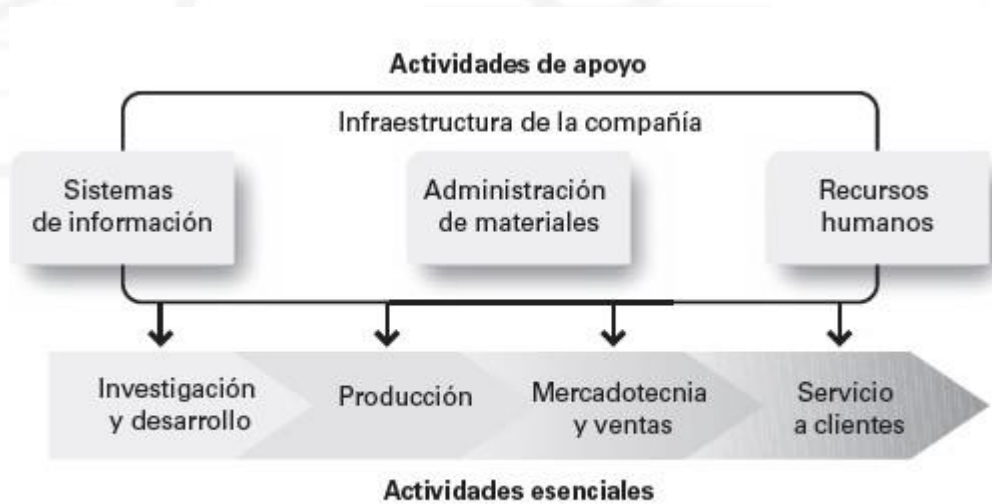 Actividades de apoyo
Infraestructura de la compañía
Sistemas
de información
Administración
de materiales
Recursos
humanos
Investigación
y desarrollo
Producción
Mercadotecnia
y ventas
Servicio
a clientes
Actividades esenciales